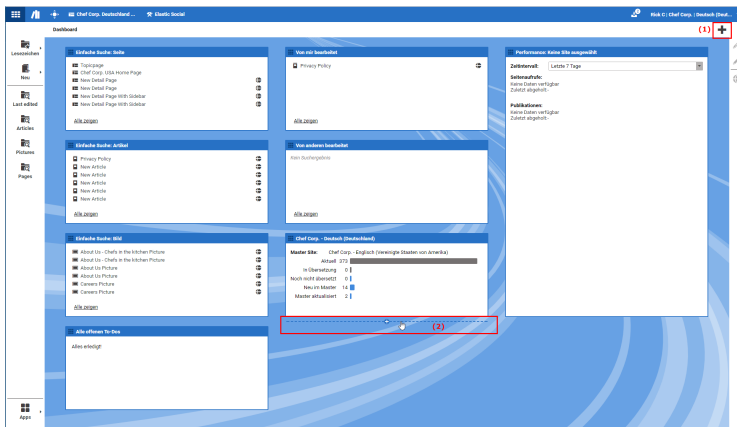 Chef Corp. Deutschland ...
Elastic Social
Rick C | Chef Corp. | Deutsch (Deut...
Dashboard
(1)
Lesezeichen
Neu
Last edited
Articles
Pictures
Pages
Apps
Einfache Suche: Seite
Topicpage
Chef Corp. USA Home Page
New Detail Page
New Detail Page
New Detail Page With Sidebar
New Detail Page With Sidebar
Alle zeigen
Einfache Suche: Artikel
Privacy Policy
New Article
New Article
New Article
New Article
New Article
Alle zeigen
Einfache Suche: Bild
About Us - Chefs in the kitchen Picture
About Us - Chefs in the kitchen Picture
About Us Picture
About Us Picture
Careers Picture
Careers Picture
Alle zeigen
Alle offenen To-Dos
Alles erledigt!
Von mir bearbeitet
Privacy Policy
Alle zeigen
Von anderen bearbeitet
Kein Suchergebnis
Alle zeigen
Chef Corp. - Deutsch (Deutschland)
Master Site: Chef Corp. - Englisch (Vereinigte Staaten von Amerika)
Aktuell 373
In Übersetzung 0
Noch nicht übersetzt 0
Neu im Master 14
Master aktualisiert 2
(2)
Performance: Keine Site ausgewählt
Zeitintervall: Letzte 7 Tage
Seitenaufrufe:
Keine Daten verfügbar
Zuletzt abgeholt:-
Publikationen:
Keine Daten verfügbar
Zuletzt abgeholt:-